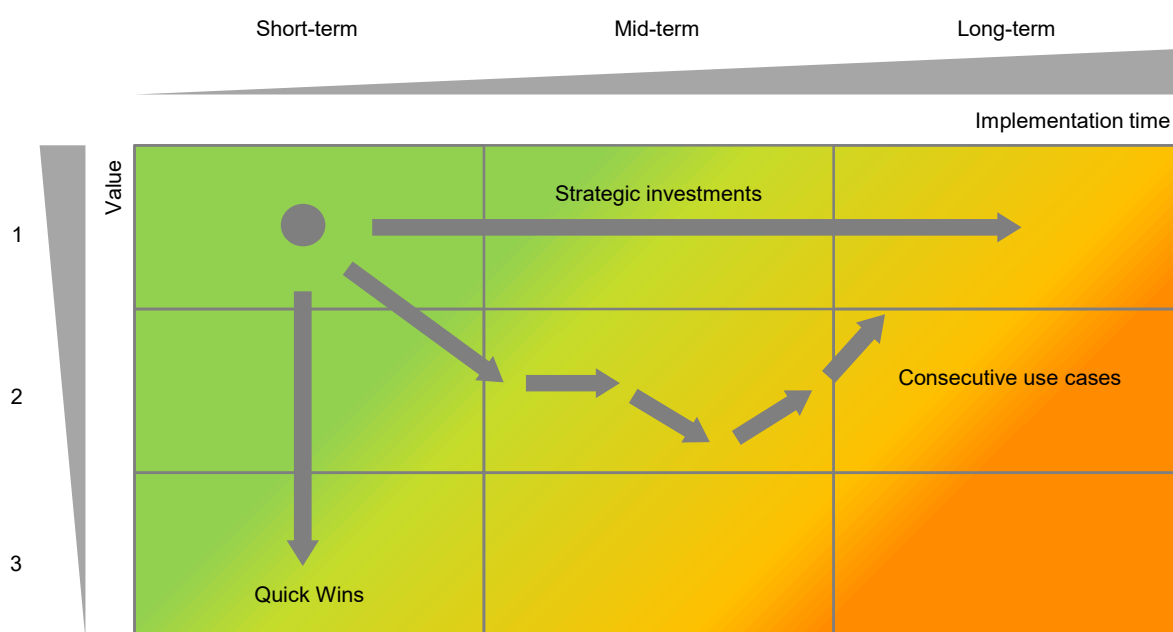 Short-term
Mid-term
Long-term
Implementation time
Value
1
Strategic investments
2
Consecutive use cases
3
Quick Wins